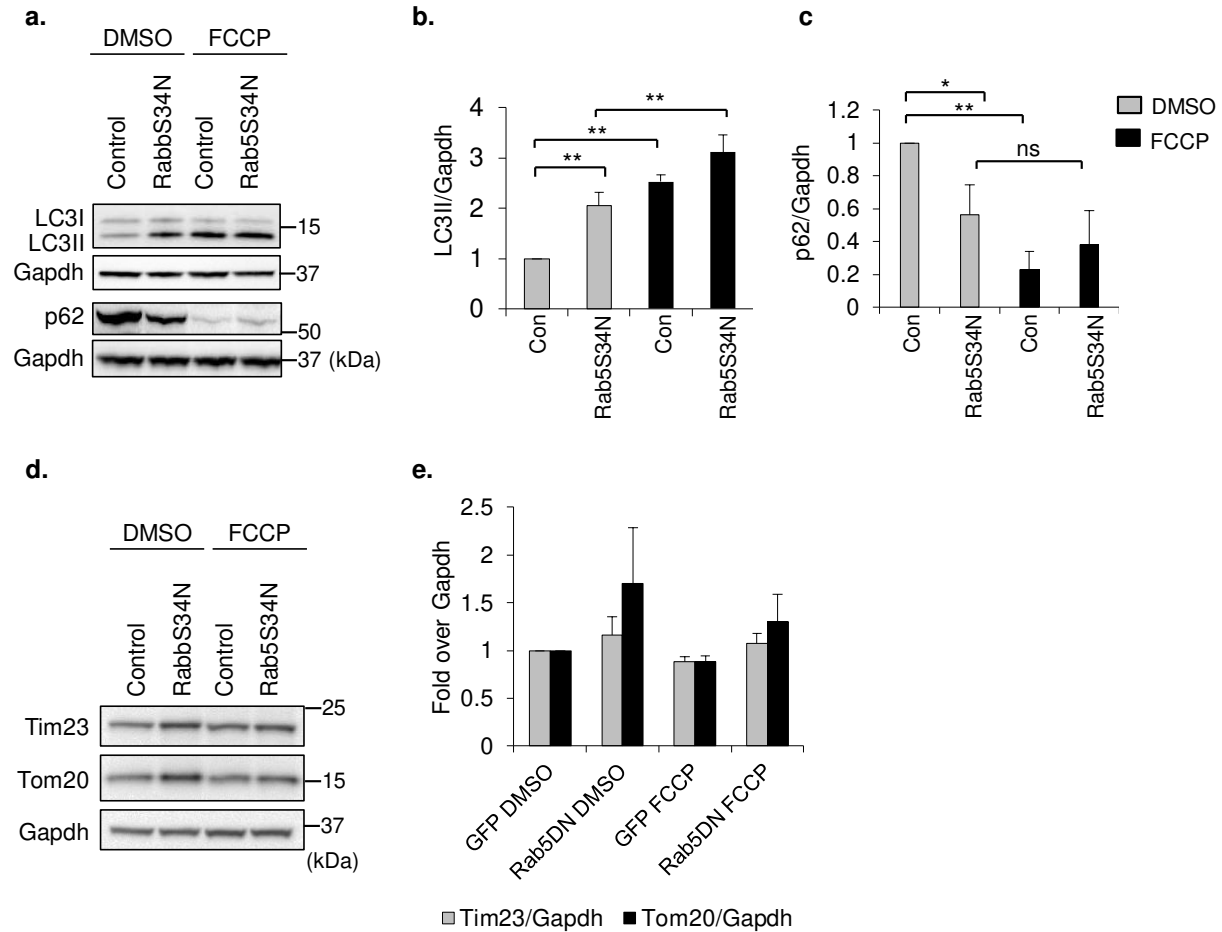 a.
DMSO FCCP
Control
RabbS34N
Control
Rab5S34N
LC3I
LC3II
15
Gapdh
37
p62
50
Gapdh
37 (kDa)
b.
LC3II/Gapdh
4
3
2
1
0
**
**
**
Con
Rab5S34N
Con
Rab5S34N
c
p62/Gapdh
1.2
1
0.8
0.6
0.4
0.2
0
*
**
ns
Con
Rab5S34N
Con
Rab5S34N
DMSO
FCCP
d.
DMSO FCCP
Control
RabbS34N
Control
Rab5S34N
25
Tim23
Tom20
15
Gapdh
37
(kDa)
e.
Fold over Gapdh
2.5
2
1.5
1
0.5
0
GFP DMSO
Rab5DN DMSO
GFP FCCP
Rab5DN FCCP
Tim23/Gapdh Tom20/Gapdh